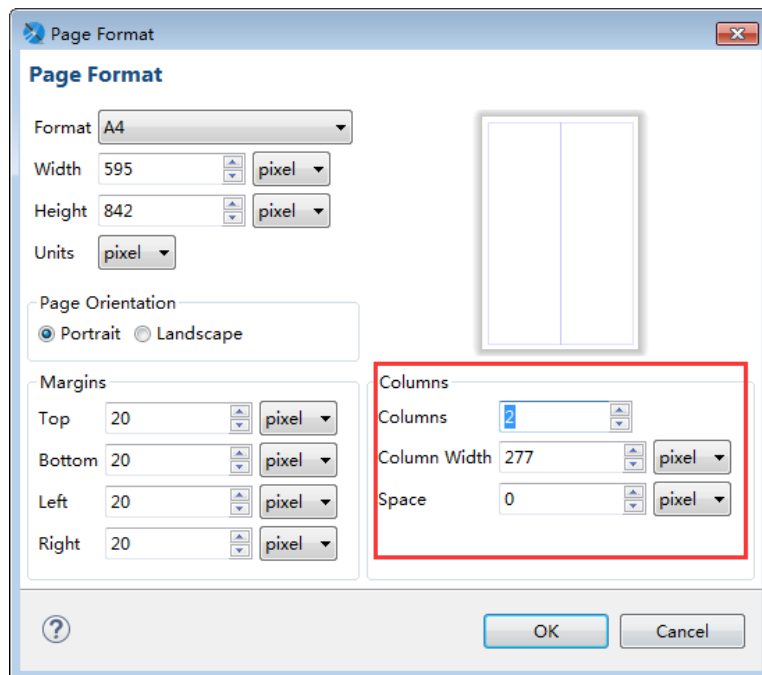 Page Format
Page Format
Format A4
Width 595 pixel
Height 842 pixel
Units pixel
Page Orientation
Portrait Landscape
Margins
Top 20 pixel
Bottom 20 pixel
Left 20 pixel
Right 20 pixel
Columns
Columns 2
Column Width 277 pixel
Space 0 pixel
?
OK Cancel